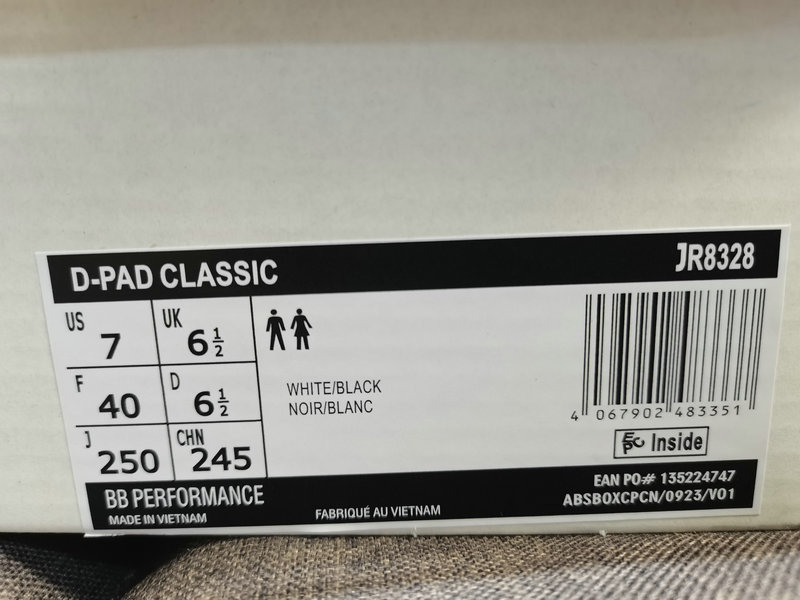 D-PAD CLASSIC
JR8328
US 7
UK 6 1/2
F 40
D 6 1/2
J 250
CHN 245
WHITE/BLACK
NOIR/BLANC
4 067902 483351
EPC Inside
BB PERFORMANCE
MADE IN VIETNAM
FABRIQUÉ AU VIETNAM
EAN PO# 135224747
ABSBOXCPCN/0923/V01